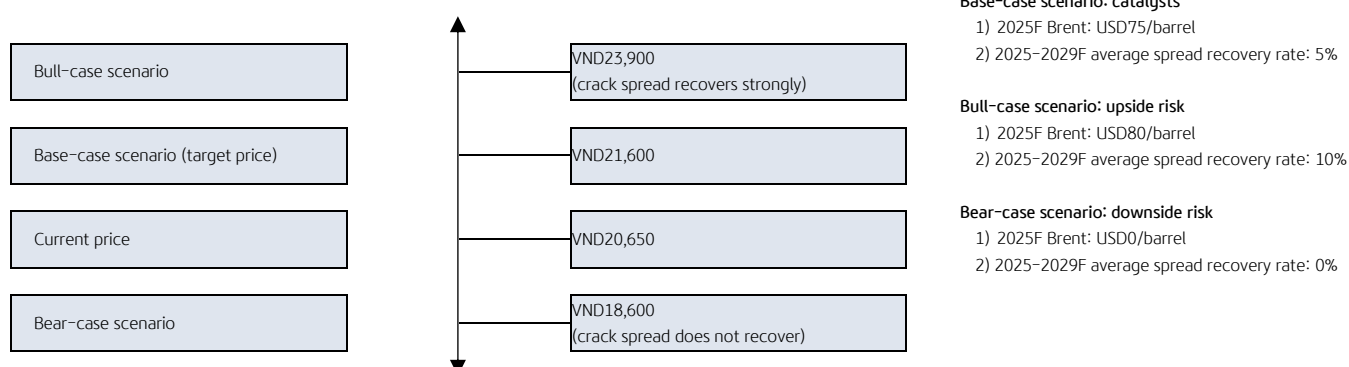 Bull-case scenario
VND23,900
(crack spread recovers strongly)
Base-case scenario (target price)
VND21,600
Current price
VND20,650
Bear-case scenario
VND18,600
(crack spread does not recover)
Base-case scenario: catalysts
1) 2025F Brent: USD75/barrel
2) 2025-2029F average spread recovery rate: 5%
Bull-case scenario: upside risk
1) 2025F Brent: USD80/barrel
2) 2025-2029F average spread recovery rate: 10%
Bear-case scenario: downside risk
1) 2025F Brent: USD0/barrel
2) 2025-2029F average spread recovery rate: 0%